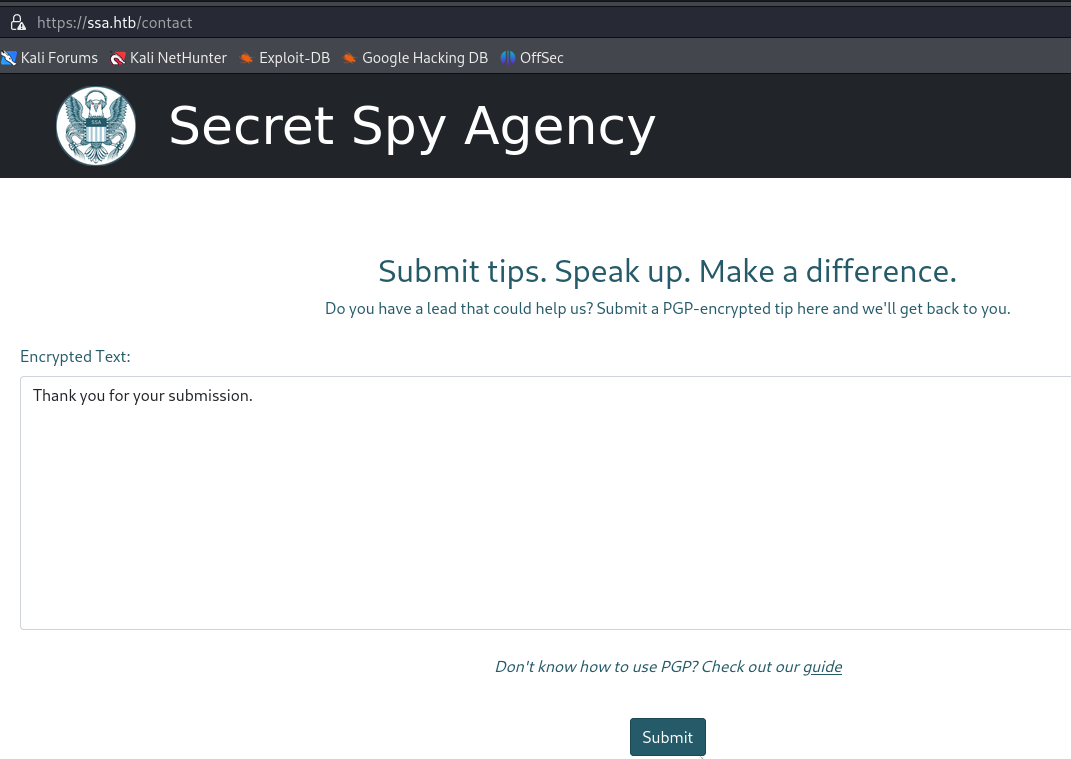 https://ssa.htb/contact
Kali Forums Kali NetHunter Exploit-DB Google Hacking DB OffSec
SSA
Secret Spy Agency
Submit tips. Speak up. Make a difference.
Do you have a lead that could help us? Submit a PGP-encrypted tip here and we'll get back to you.
Encrypted Text:
Thank you for your submission.
Don't know how to use PGP? Check out our guide
Submit